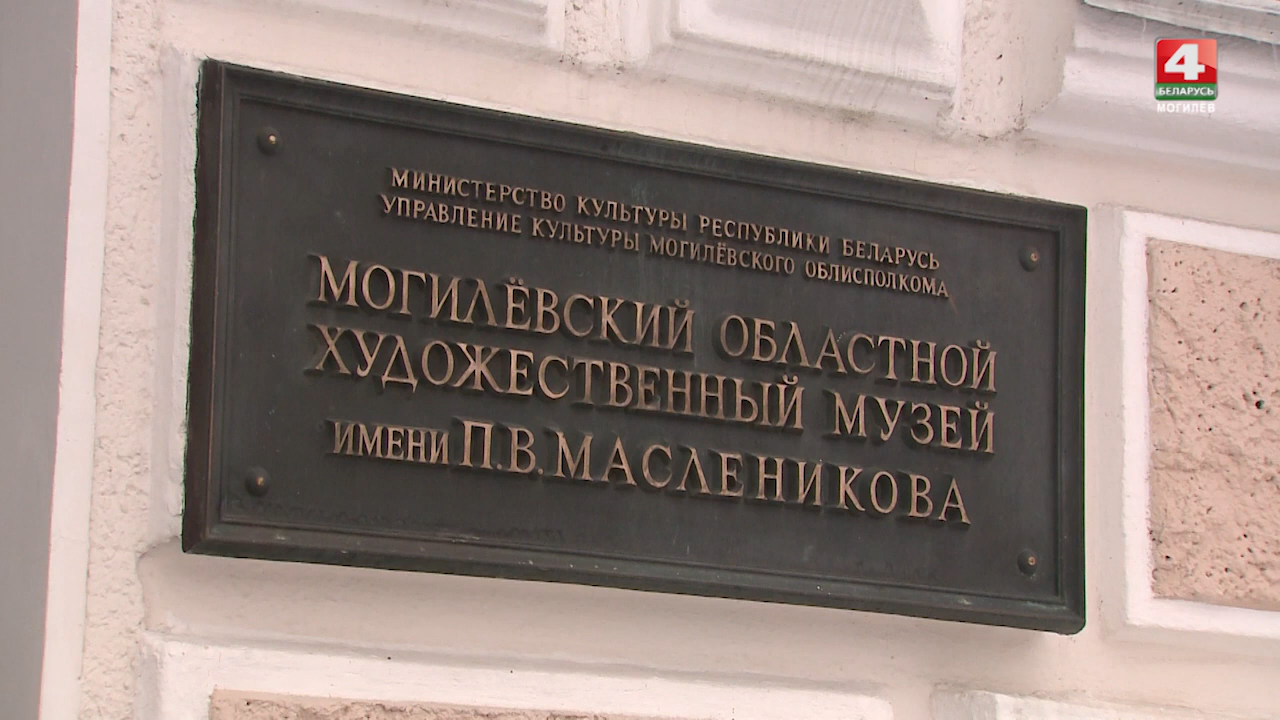 4
БЕЛАРУСЬ
МОГИЛЕВ
МИНИСТЕРСТВО КУЛЬТУРЫ РЕСПУБЛИКИ БЕЛАРУСЬ
УПРАВЛЕНИЕ КУЛЬТУРЫ МОГИЛЁВСКОГО ОБЛИСПОЛКОМА
МОГИЛЁВСКИЙ ОБЛАСТНОЙ
ХУДОЖЕСТВЕННЫЙ МУЗЕЙ
ИМЕНИ П.В.МАСЛЕНИКОВА